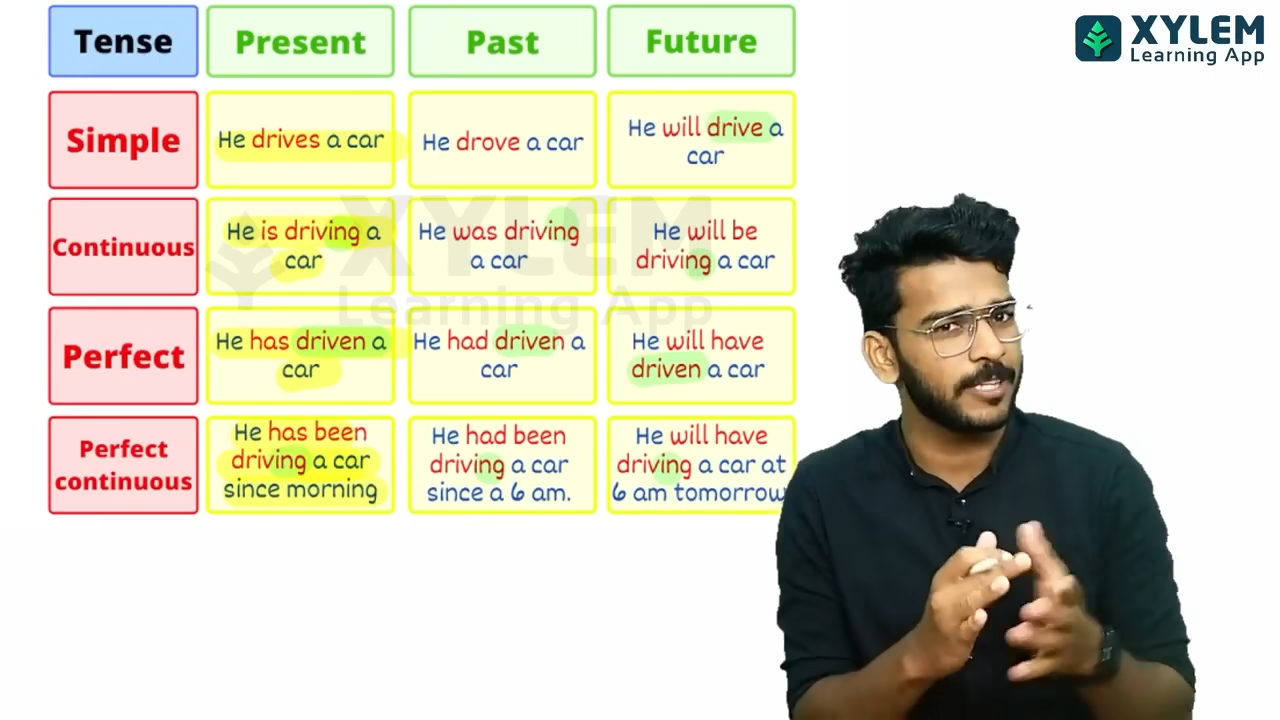 Tense Present Past Future
XYLEM
Learning App
Simple
He drives a car
He drove a car
He will drive a
car
Continuous
He is driving a
car
He was driving
a car
He will be
driving a car
XYLEM
Learning App
Perfect
He has driven a
car
He had driven a
car
He will have
driven a car
Perfect
continuous
He has been
driving a car
since morning
He had been
driving a car
since a 6 am.
He will have
driving a car at
6 am tomorrow